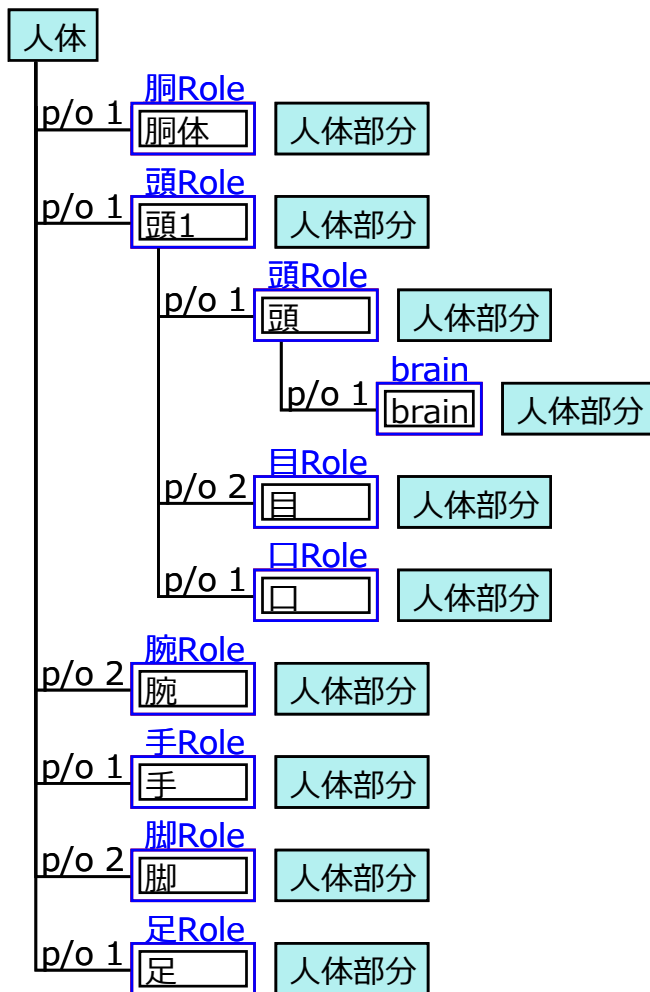 人体
胴Role
p/o 1 胴体 人体部分
頭Role
p/o 1 頭1 人体部分
頭Role
p/o 1 頭 人体部分
brain
p/o 1 brain 人体部分
目Role
p/o 2 目 人体部分
口Role
p/o 1 口 人体部分
腕Role
p/o 2 腕 人体部分
手Role
p/o 1 手 人体部分
脚Role
p/o 2 脚 人体部分
足Role
p/o 1 足 人体部分